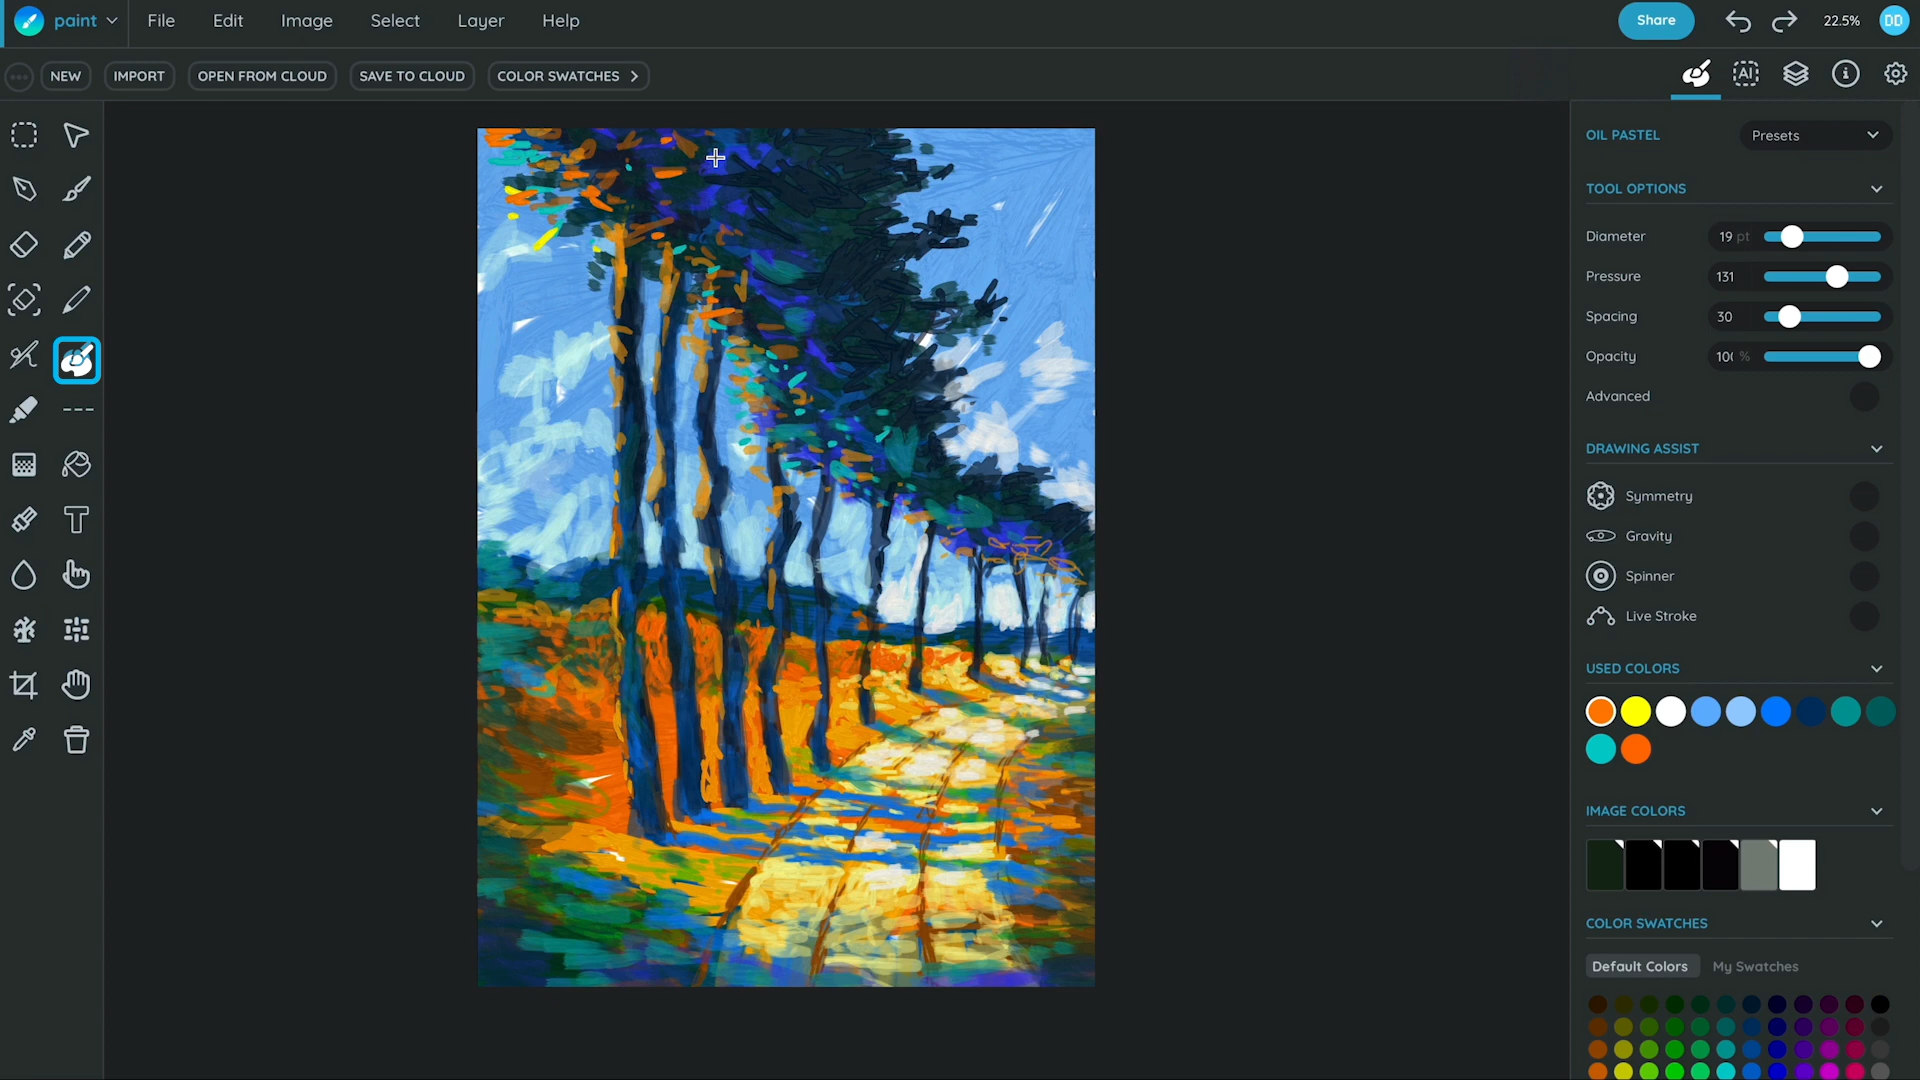 paint File Edit Image Select Layer Help Share 22.5% DD
NEW IMPORT OPEN FROM CLOUD SAVE TO CLOUD COLOR SWATCHES AI
OIL PASTEL Presets
TOOL OPTIONS
Diameter 19 pt
Pressure 131
Spacing 30
Opacity 100 %
Advanced
DRAWING ASSIST
Symmetry
Gravity
Spinner
Live Stroke
USED COLORS
IMAGE COLORS
COLOR SWATCHES
Default Colors My Swatches